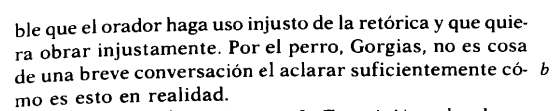 ble que el orador haga uso injusto de la retórica y que quie-
ra obrar injustamente. Por el perro, Gorgias, no es cosa
de una breve conversación el aclarar suficientemente có- b
mo es esto en realidad.